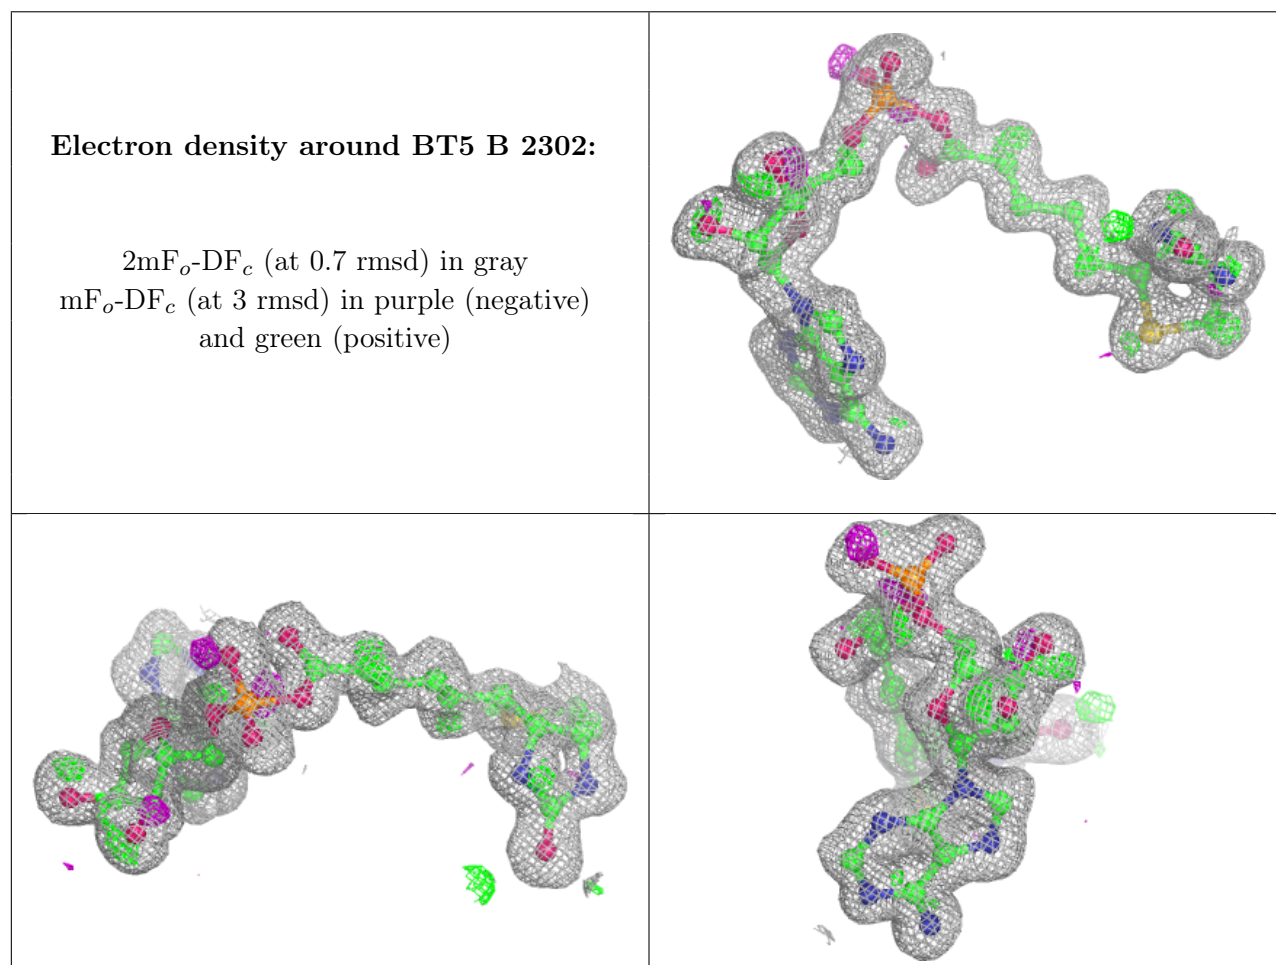 Electron density around BT5 B 2302:
2mFo-DFc (at 0.7 rmsd) in gray
mFo-DFc (at 3 rmsd) in purple (negative)
and green (positive)